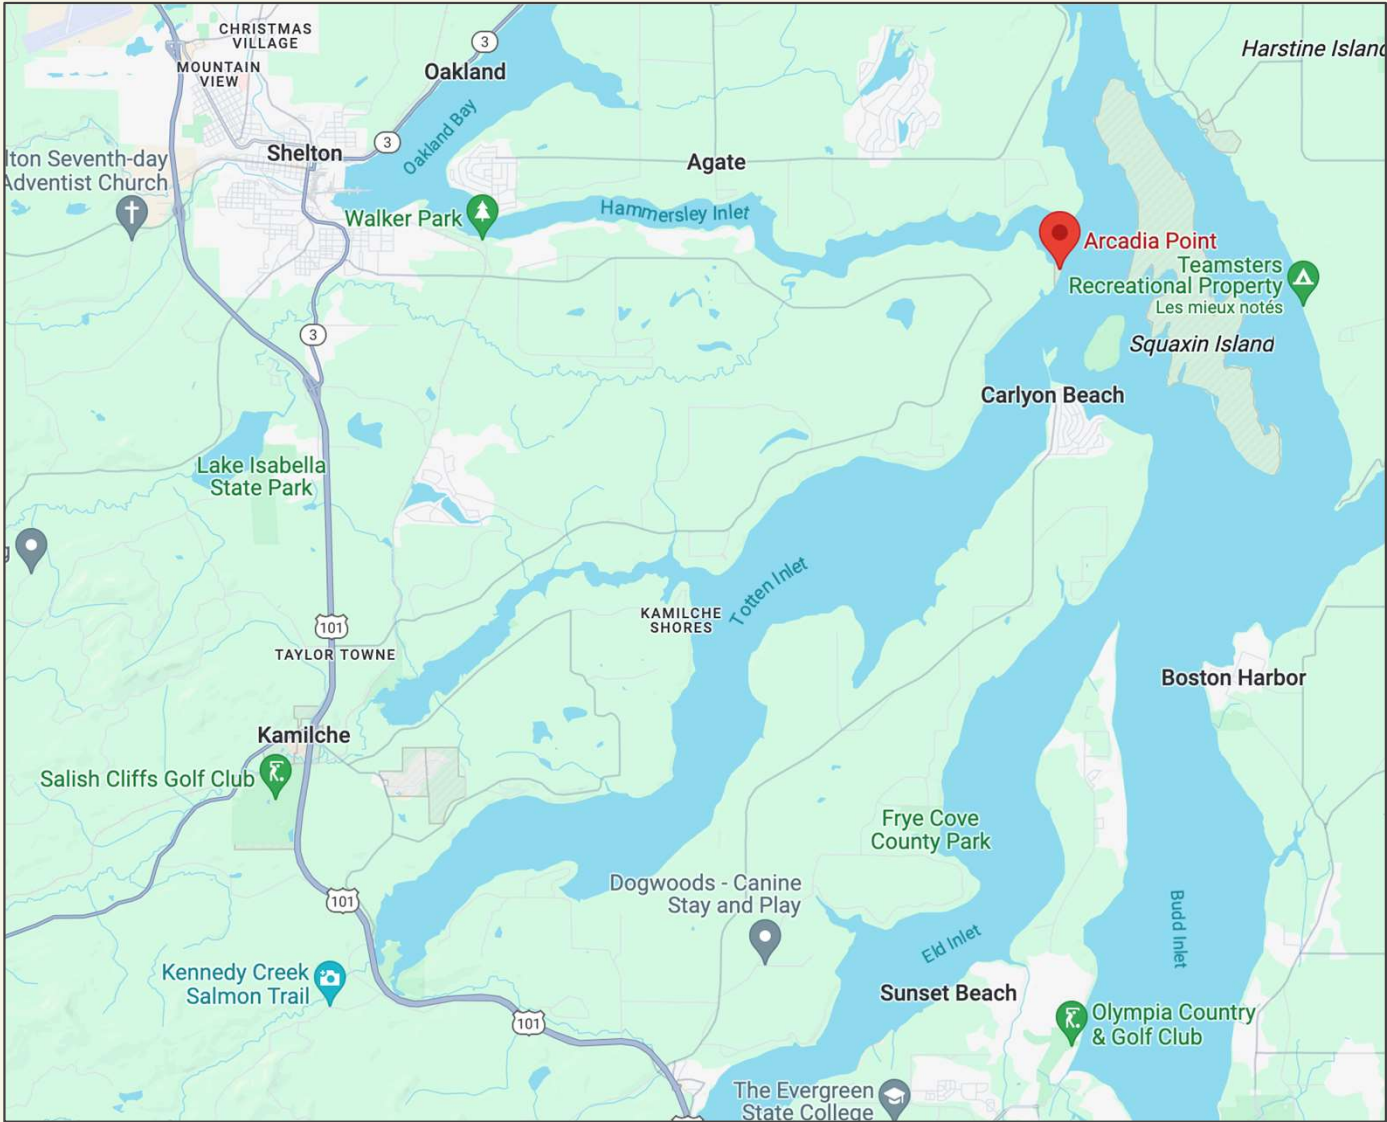 CHRISTMAS
VILLAGE
MOUNTAIN
VIEW
3
Oakland
Harstine Island
Oakland Bay
3
Shelton
lton Seventh-day
Adventist Church
Agate
Walker Park
Hammersley Inlet
Arcadia Point
Teamsters
Recreational Property
Les mieux notés
3
Squaxin Island
Carlyon Beach
Lake Isabella
State Park
Totten Inlet
KAMILCHE
SHORES
101
TAYLOR TOWNE
Boston Harbor
Kamilche
Salish Cliffs Golf Club
Frye Cove
County Park
Dogwoods - Canine
Stay and Play
101
Budd Inlet
Eld Inlet
Kennedy Creek
Salmon Trail
Sunset Beach
101
Olympia Country
& Golf Club
The Evergreen
State College